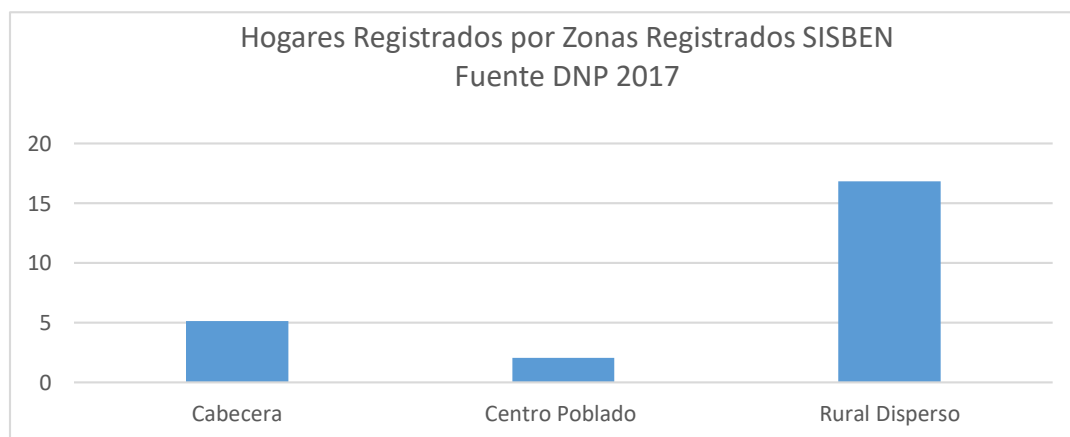 Hogares Registrados por Zonas Registrados SISBEN
Fuente DNP 2017
20
15
10
5
0
Cabecera
Centro Poblado
Rural Disperso